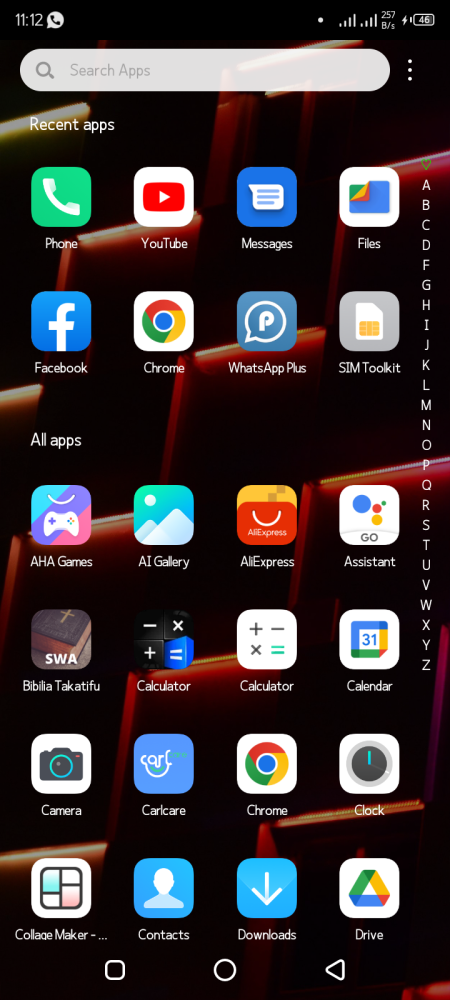 11:12
257
B/s
46
Search Apps
Recent apps
Phone
YouTube
Messages
Files
Facebook
Chrome
WhatsApp Plus
SIM Toolkit
All apps
AliExpress
GO
AHA Games
AI Gallery
AliExpress
Assistant
SWA
31
Bibilia Takatifu
Calculator
Calculator
Calendar
carlcare
Camera
Carlcare
Chrome
Clock
Collage Maker - ...
Contacts
Downloads
Drive
A
B
C
D
F
G
H
I
J
K
L
M
N
O
P
Q
R
S
T
U
V
W
X
Y
Z